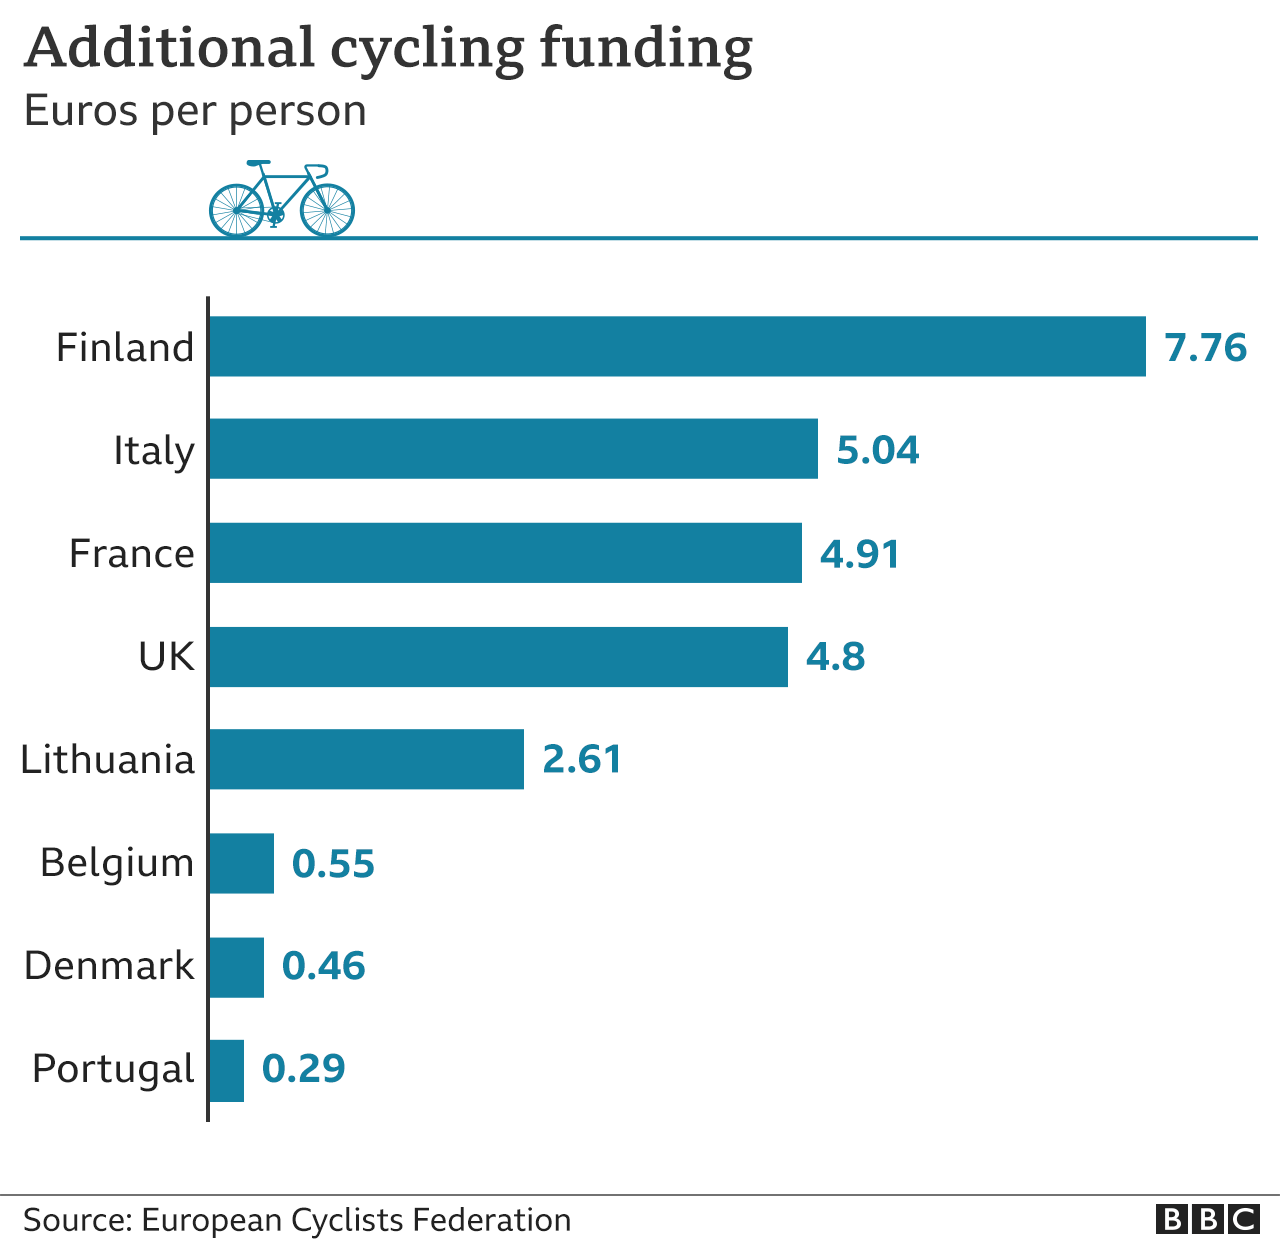 Additional cycling funding
Euros per person
Finland 7.76
Italy 5.04
France 4.91
UK 4.8
Lithuania 2.61
Belgium 0.55
Denmark 0.46
Portugal 0.29
Source: European Cyclists Federation BBC